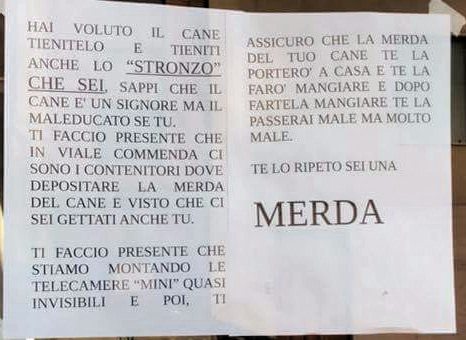 HAI VOLUTO IL CANE
TIENITELO E TIENITI
ANCHE LO "STRONZO"
CHE SEI, SAPPI CHE IL
CANE E' UN SIGNORE MA IL
MALEDUCATO SE TU.
TI FACCIO PRESENTE CHE
IN VIALE COMMENDA CI
SONO I CONTENITORI DOVE
DEPOSITARE LA MERDA
DEL CANE E VISTO CHE CI
SEI GETTATI ANCHE TU.
TI FACCIO PRESENTE CHE
STIAMO MONTANDO LE
TELECAMERE "MINI" QUASI
INVISIBILI E POI, TI
ASSICURO CHE LA MERDA
DEL TUO CANE TE LA
PORTERO' A CASA E TE LA
FARO' MANGIARE E DOPO
FARTELA MANGIARE TE LA
PASSERAI MALE MA MOLTO
MALE.
TE LO RIPETO SEI UNA
MERDA